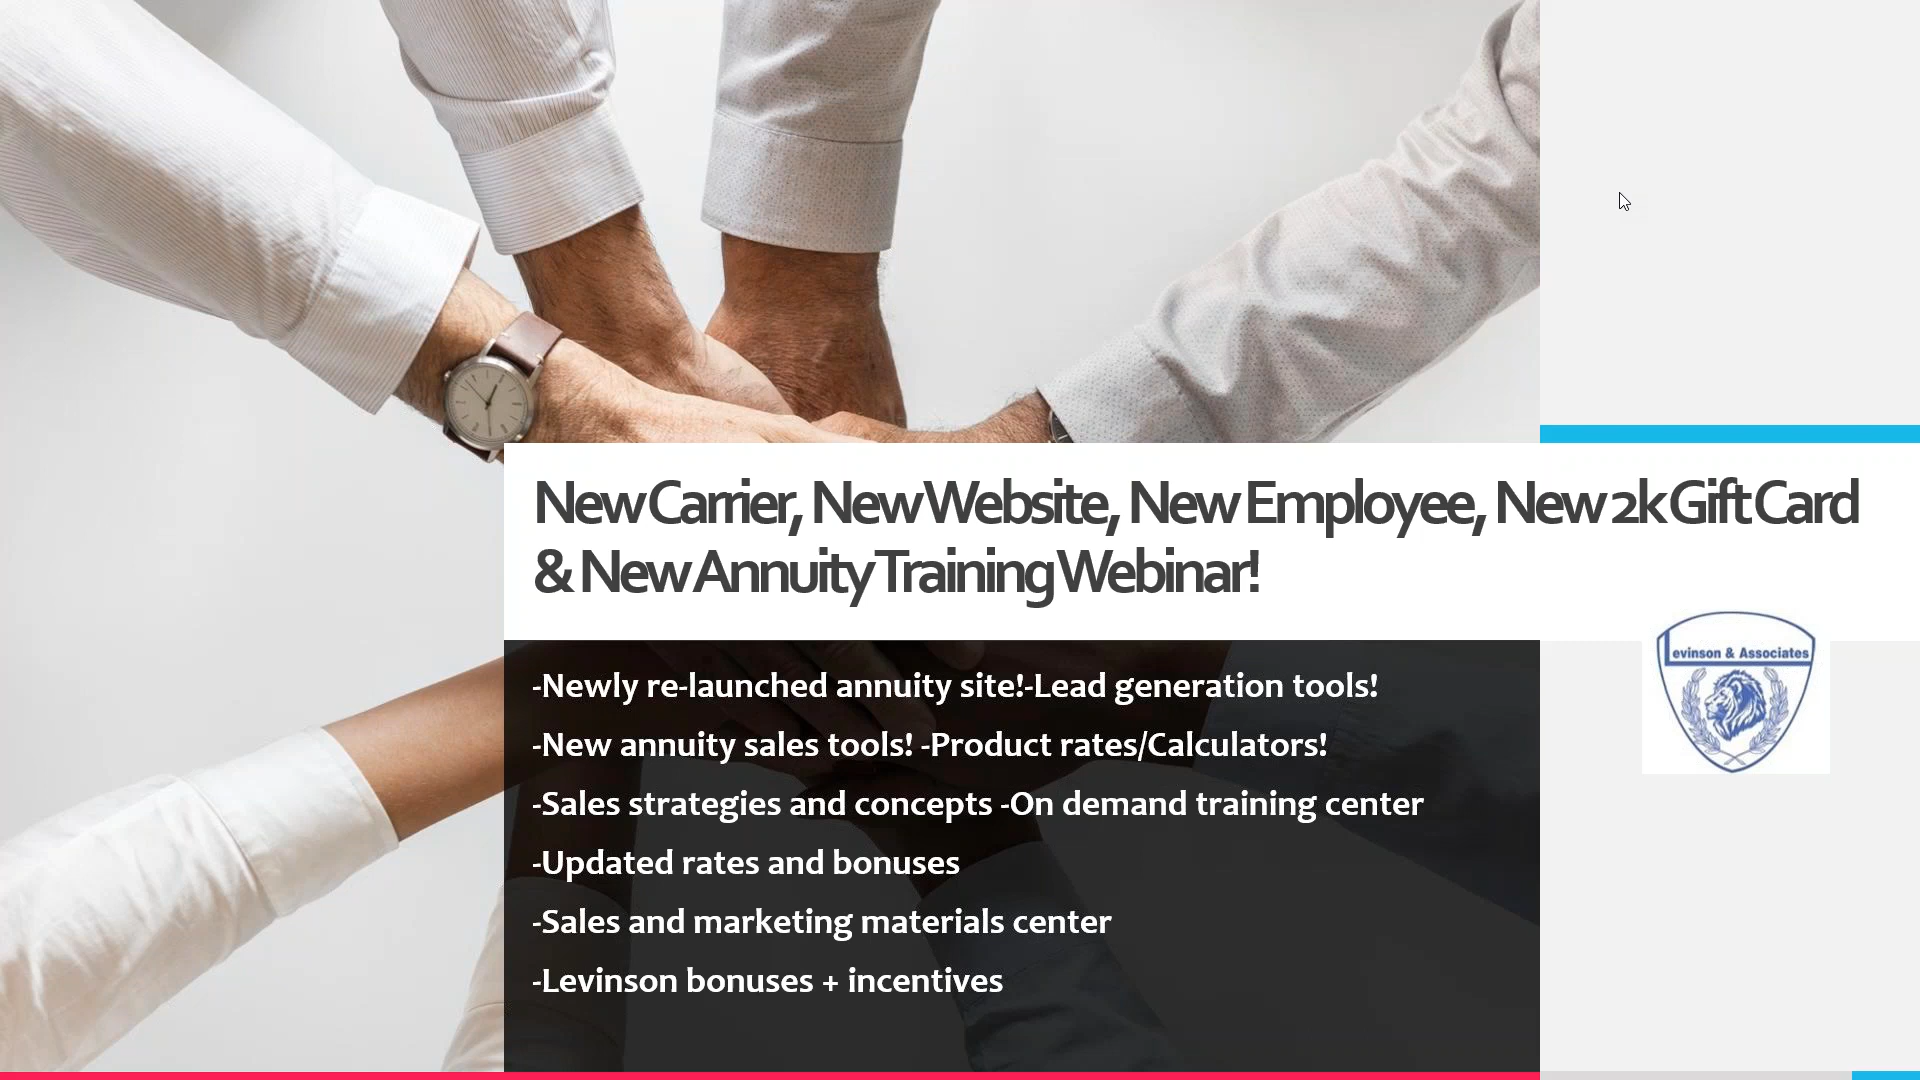 New Carrier, New Website, New Employee, New 2k Gift Card
& New Annuity Training Webinar!
Levinson & Associates
-Newly re-launched annuity site!-Lead generation tools!
-New annuity sales tools! -Product rates/Calculators!
-Sales strategies and concepts -On demand training center
-Updated rates and bonuses
-Sales and marketing materials center
-Levinson bonuses + incentives